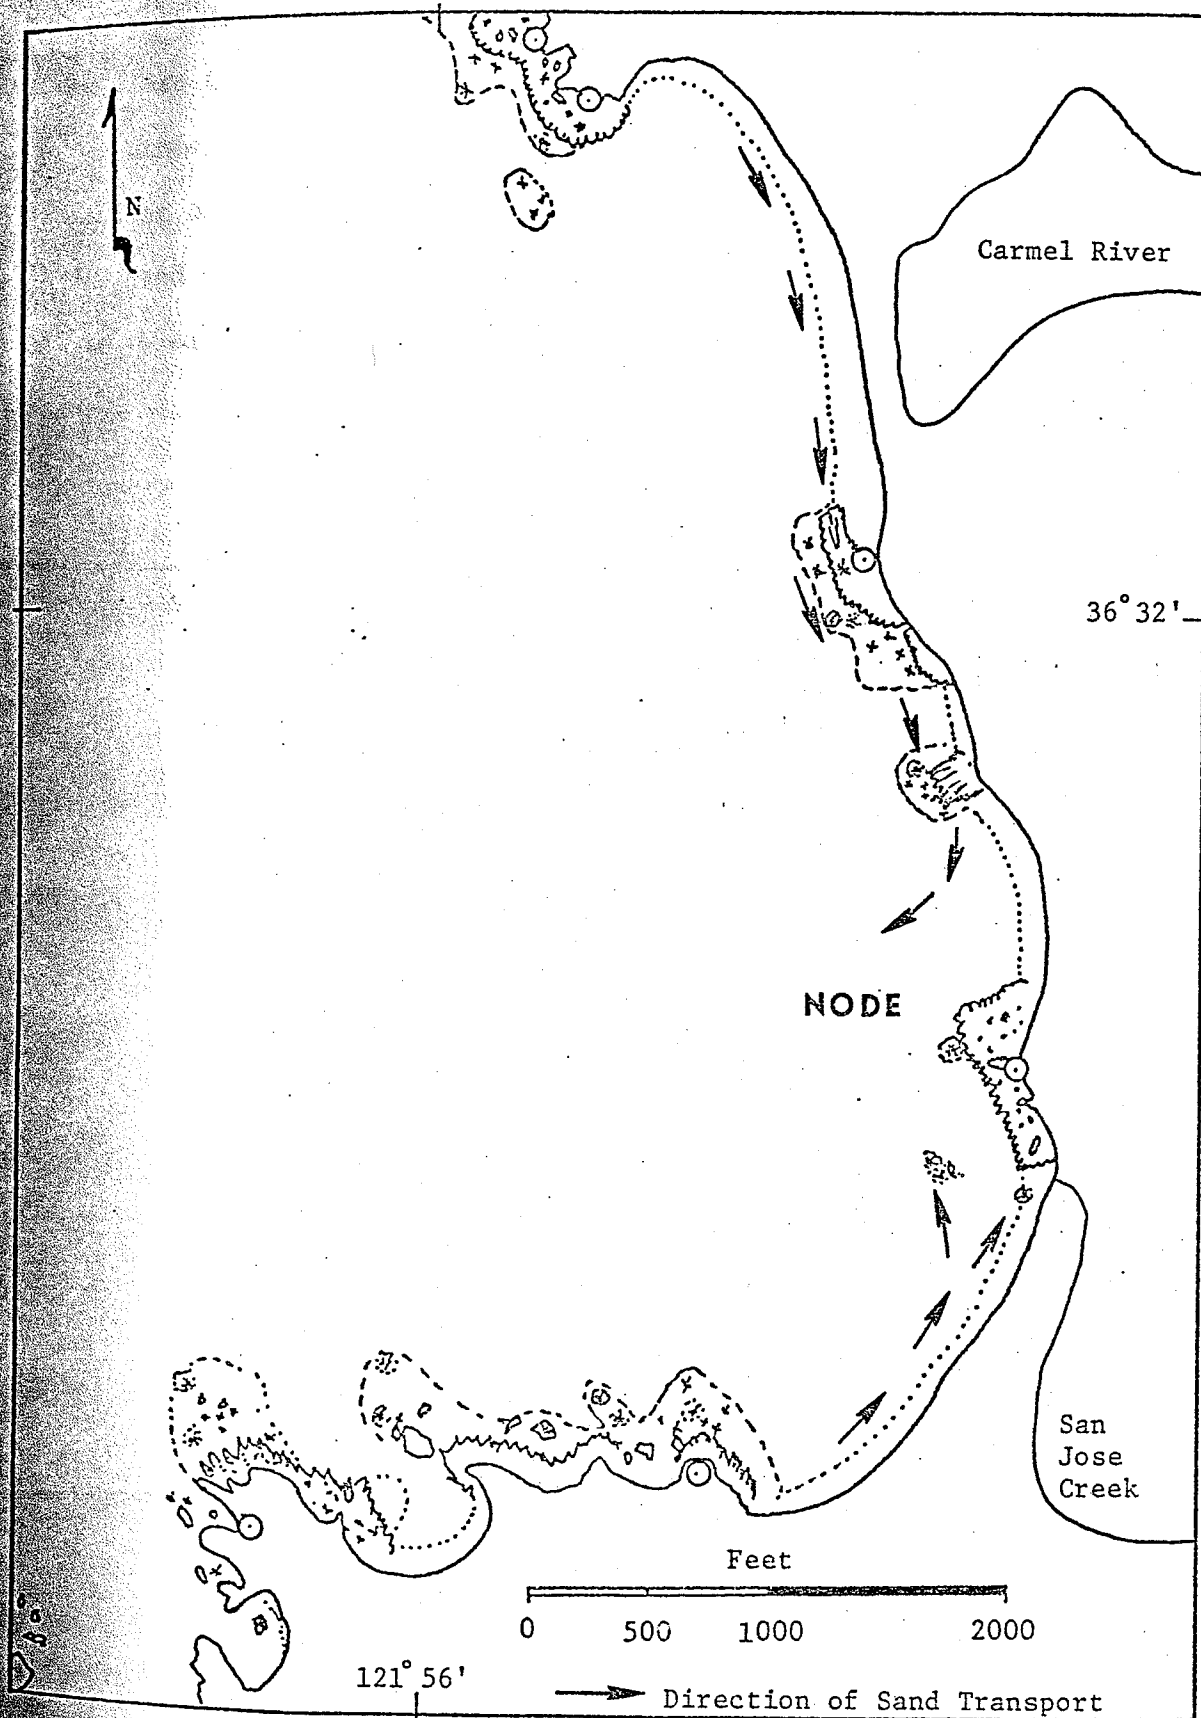 N
Carmel River
36°32'
NODE
San
Jose
Creek
Feet
0 500 1000 2000
121°56'
Direction of Sand Transport